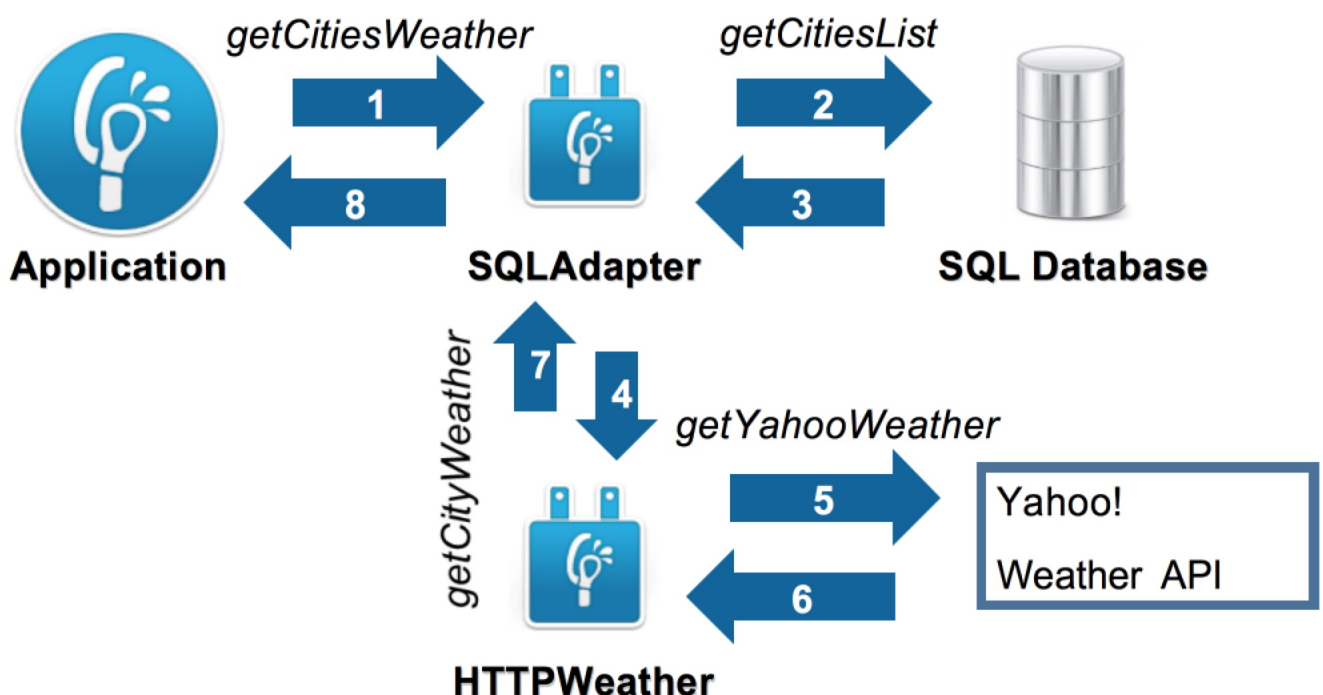 getCitiesWeather
getCitiesList
1
2
8
3
Application
SQLAdapter
SQL Database
getCityWeather
7
4
getYahooWeather
5
Yahoo!
Weather API
6
HTTPWeather